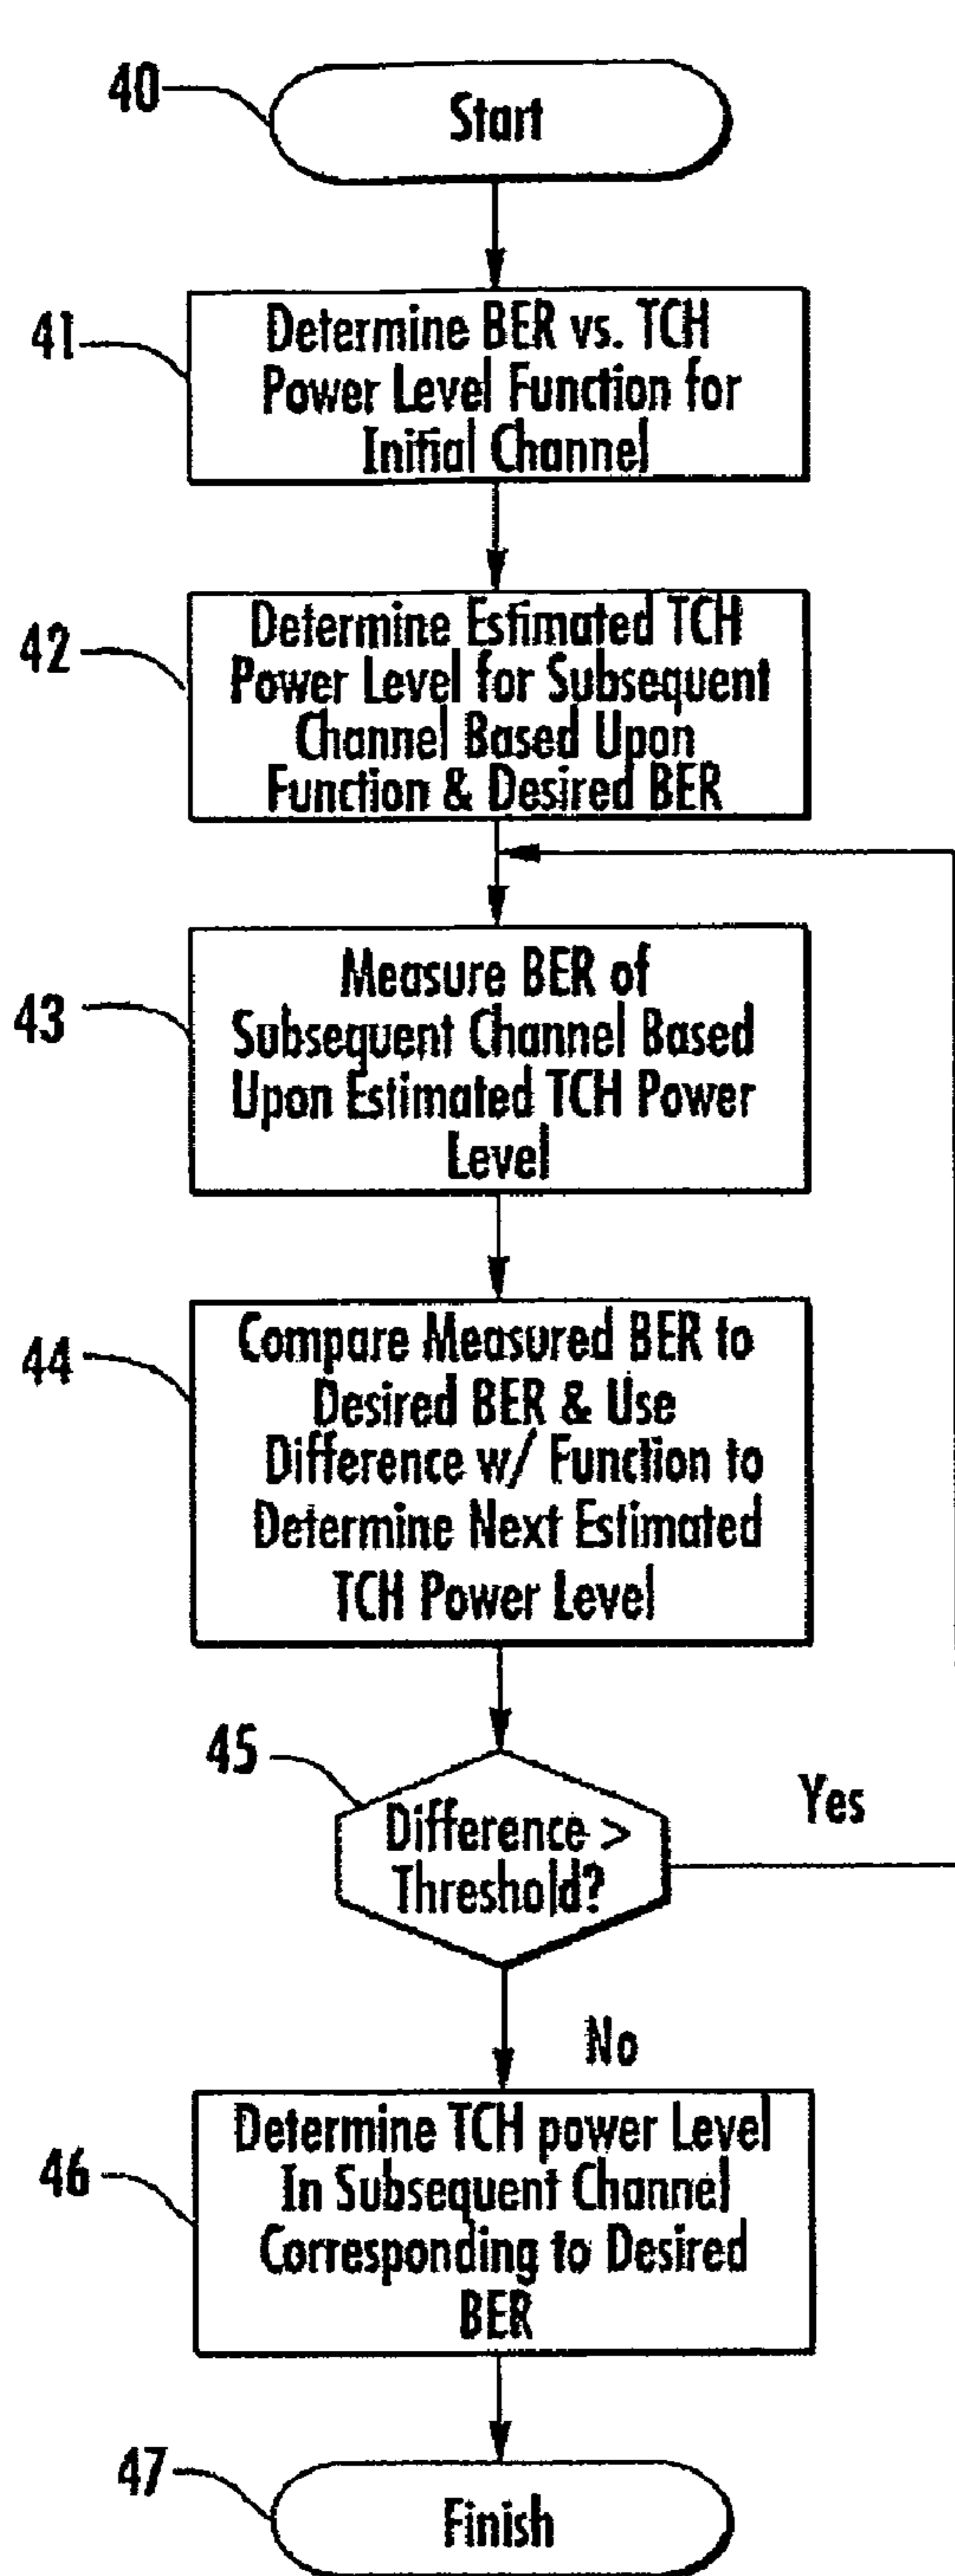 40
Start
41
Determine BER vs. TCH
Power Level Function for
Initial Channel
42
Determine Estimated TCH
Power Level for Subsequent
Channel Based Upon
Function & Desired BER
43
Measure BER of
Subsequent Channel Based
Upon Estimated TCH Power
Level
44
Compare Measured BER to
Desired BER & Use
Difference w/ Function to
Determine Next Estimated
TCH Power Level
45
Difference >
Threshold?
Yes
No
46
Determine TCH power Level
In Subsequent Channel
Corresponding to Desired
BER
47
Finish